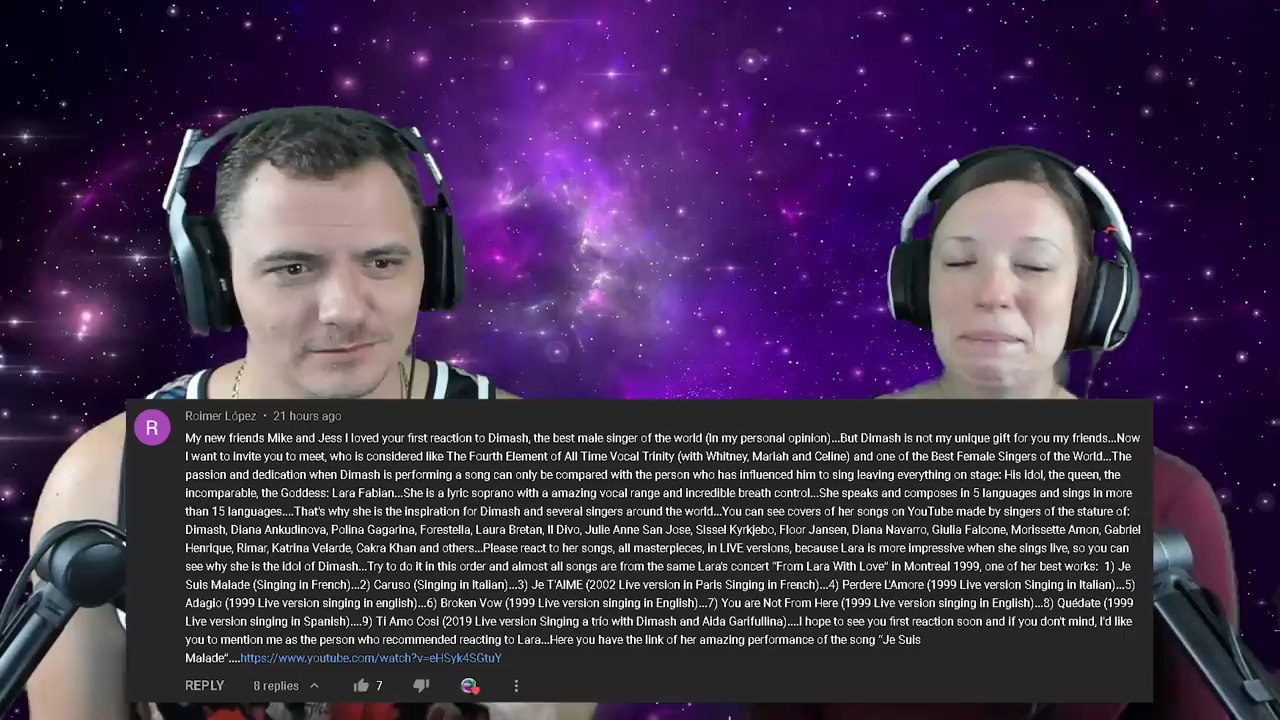 R
Roimer López • 21 hours ago
My new friends Mike and Jess I loved your first reaction to Dimash, the best male singer of the world (In my personal opinion)...But Dimash is not my unique gift for you my friends...Now
I want to invite you to meet, who is considered like The Fourth Element of All Time Vocal Trinity (with Whitney, Mariah and Celine) and one of the Best Female Singers of the World...The
passion and dedication when Dimash is performing a song can only be compared with the person who has influenced him to sing leaving everything on stage: His idol, the queen, the
incomparable, the Goddess: Lara Fabian...She is a lyric soprano with a amazing vocal range and incredible breath control...She speaks and composes in 5 languages and sings in more
than 15 languages....That's why she is the inspiration for Dimash and several singers around the world...You can see covers of her songs on YouTube made by singers of the stature of:
Dimash, Diana Ankudinova, Polina Gagarina, Forestella, Laura Bretan, Il Divo, Julie Anne San Jose, Sissel Kyrkjebo, Floor Jansen, Diana Navarro, Giulia Falcone, Morissette Amon, Gabriel
Henrique, Rimar, Katrina Velarde, Cakra Khan and others...Please react to her songs, all masterpieces, in LIVE versions, because Lara is more impressive when she sings live, so you can
see why she is the idol of Dimash...Try to do it in this order and almost all songs are from the same Lara's concert "From Lara With Love" in Montreal 1999, one of her best works: 1) Je
Suis Malade (Singing in French)...2) Caruso (Singing in Italian)...3) Je T'AIME (2002 Live version in Paris Singing in French)...4) Perdere L'Amore (1999 Live version Singing in Italian)...5)
Adagio (1999 Live version singing in english)...6) Broken Vow (1999 Live version singing in English)...7) You are Not From Here (1999 Live version singing in English)...8) Quédate (1999
Live version singing in Spanish)....9) Ti Amo Cosi (2019 Live version Singing a trío with Dimash and Aida Garifullina)....I hope to see you first reaction soon and if you don't mind, I'd like
you to mention me as the person who recommended reacting to Lara...Here you have the link of her amazing performance of the song "Je Suis
Malade"....https://www.youtube.com/watch?v=eHSyk4SGtuY
REPLY 8 replies 7